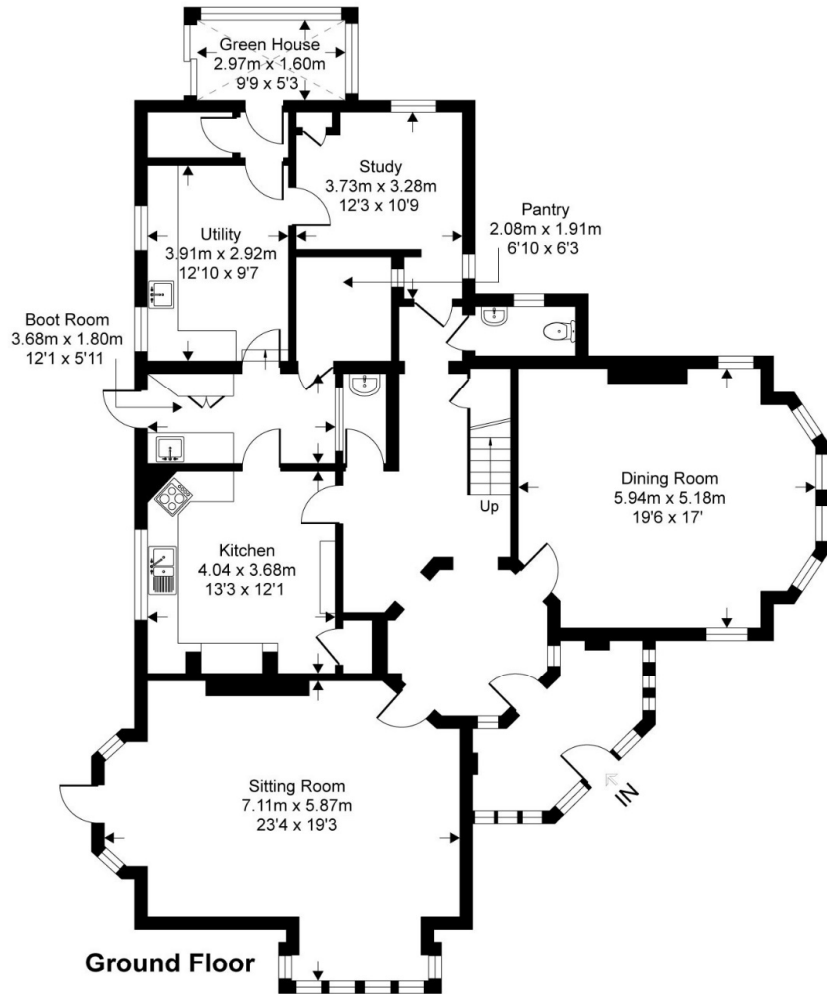 Green House
2.97m x 1.60m
9'9 x 5'3
Study
3.73m x 3.28m
12'3 x 10'9
Pantry
2.08m x 1.91m
6'10 x 6'3
Utility
3.91m x 2.92m
12'10 x 9'7
Boot Room
3.68m x 1.80m
12'1 x 5'11
Dining Room
5.94m x 5.18m
19'6 x 17'
Up
Kitchen
4.04 x 3.68m
13'3 x 12'1
Sitting Room
7.11m x 5.87m
23'4 x 19'3
IN
Ground Floor